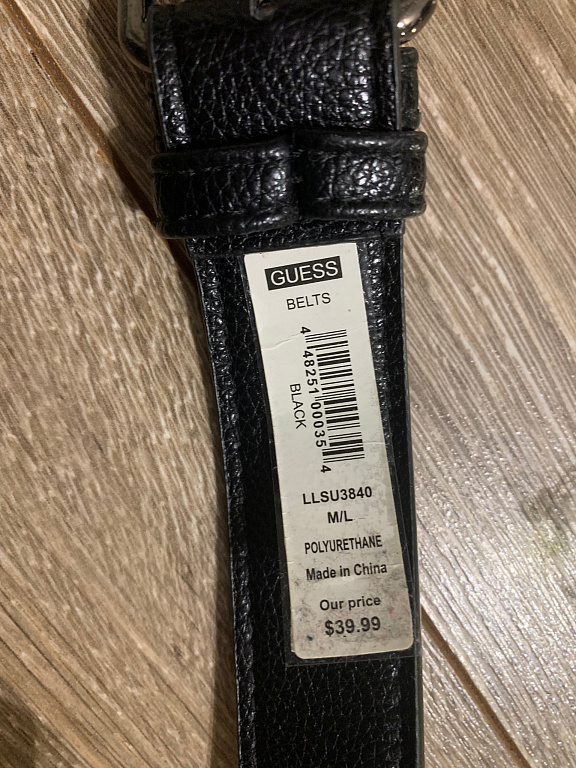 GUESS
BELTS
4 48251 00035 4
BLACK
LLSU3840
M/L
POLYURETHANE
Made in China
Our price
$39.99